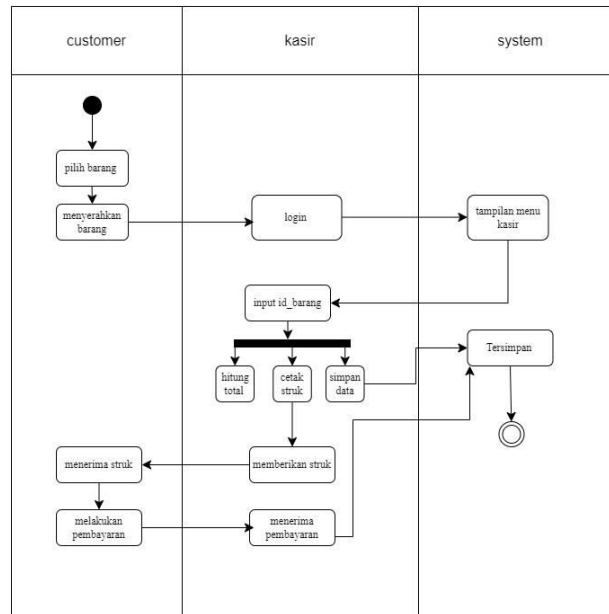 customer
kasir
system
pilih barang
menyerahkan
barang
login
tampilan menu
kasir
input id_barang
hitung
total
cetak
struk
simpan
data
Tersimpan
menerima struk
memberikan struk
melakukan
pembayaran
menerima
pembayaran